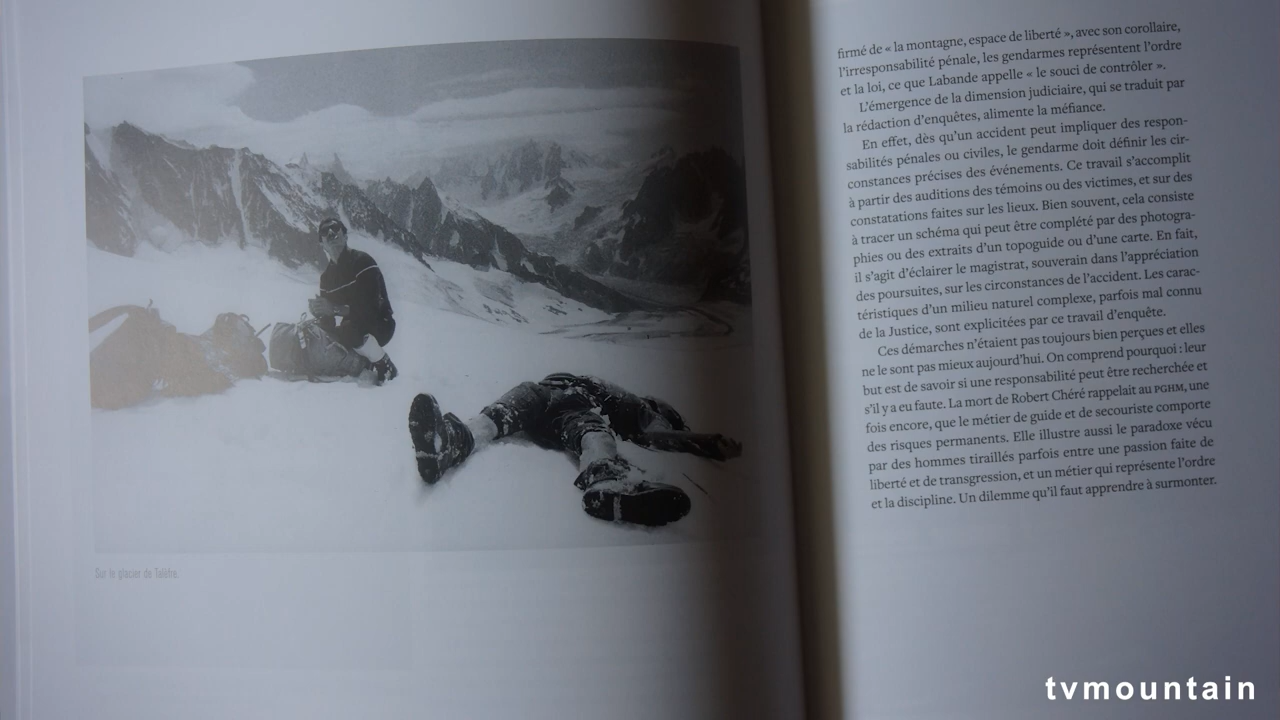 Sur le glacier de Talèfre.
firmé de « la montagne, espace de liberté », avec son corollaire,
l'irresponsabilité pénale, les gendarmes représentent l'ordre
et la loi, ce que Labande appelle « le souci de contrôler ».
L'émergence de la dimension judiciaire, qui se traduit par
la rédaction d'enquêtes, alimente la méfiance.
En effet, dès qu'un accident peut impliquer des respon-
sabilités pénales ou civiles, le gendarme doit définir les cir-
constances précises des événements. Ce travail s'accomplit
à partir des auditions des témoins ou des victimes, et sur des
constatations faites sur les lieux. Bien souvent, cela consiste
à tracer un schéma qui peut être complété par des photogra-
phies ou des extraits d'un topoguide ou d'une carte. En fait,
il s'agit d'éclairer le magistrat, souverain dans l'appréciation
des poursuites, sur les circonstances de l'accident. Les carac-
téristiques d'un milieu naturel complexe, parfois mal connu
de la Justice, sont explicitées par ce travail d'enquête.
Ces démarches n'étaient pas toujours bien perçues et elles
ne le sont pas mieux aujourd'hui. On comprend pourquoi : leur
but est de savoir si une responsabilité peut être recherchée et
s'il y a eu faute. La mort de Robert Chéré rappelait au PGHM, une
fois encore, que le métier de guide et de secouriste comporte
des risques permanents. Elle illustre aussi le paradoxe vécu
par des hommes tiraillés parfois entre une passion faite de
liberté et de transgression, et un métier qui représente l'ordre
et la discipline. Un dilemme qu'il faut apprendre à surmonter.
tvmountain